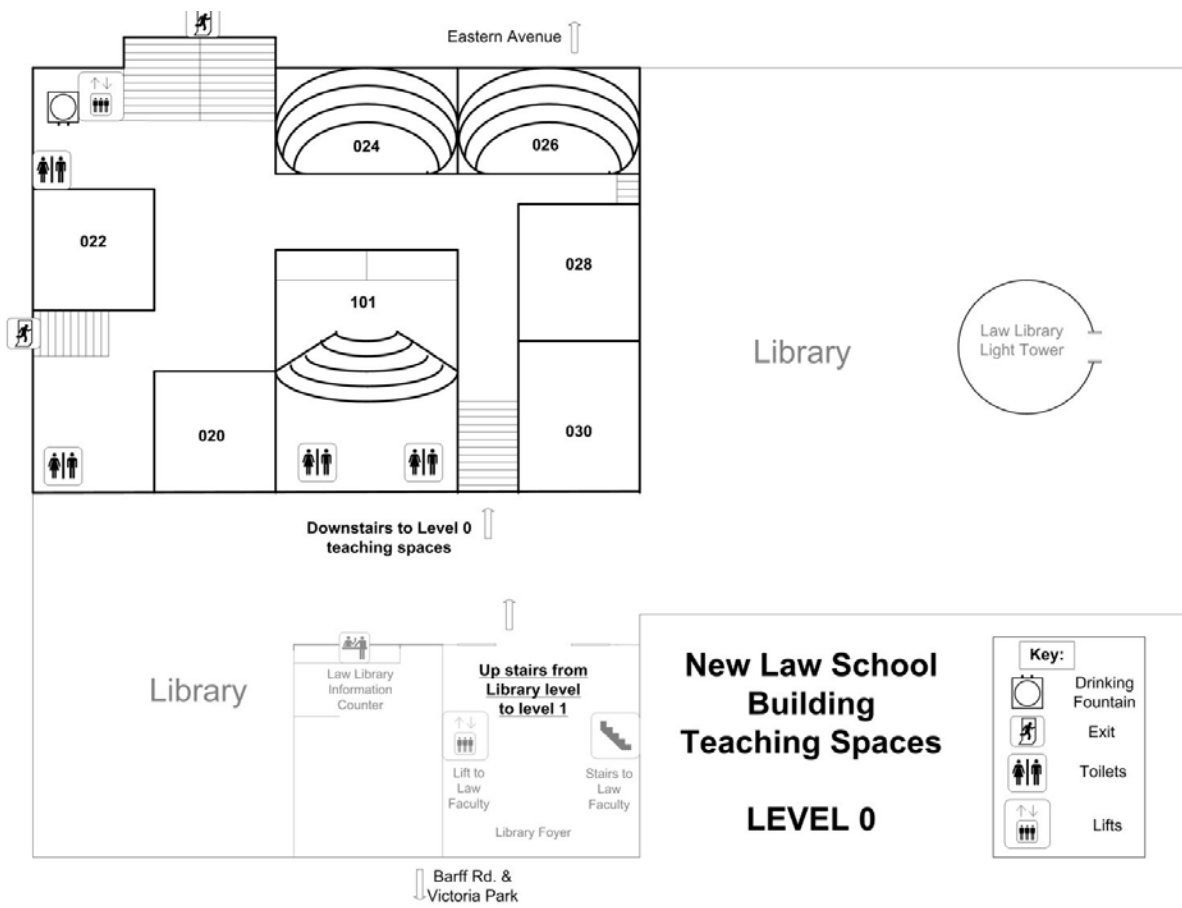 Eastern Avenue
024
026
022
028
101
Law Library
Light Tower
Library
020
030
Downstairs to Level 0
teaching spaces
Library
Law Library
Information
Counter
Up stairs from
Library level
to level 1
Lift to
Law
Faculty
Stairs to
Law
Faculty
Library Foyer
Barff Rd. &
Victoria Park
New Law School
Building
Teaching Spaces
LEVEL 0
Key:
Drinking
Fountain
Exit
Toilets
Lifts